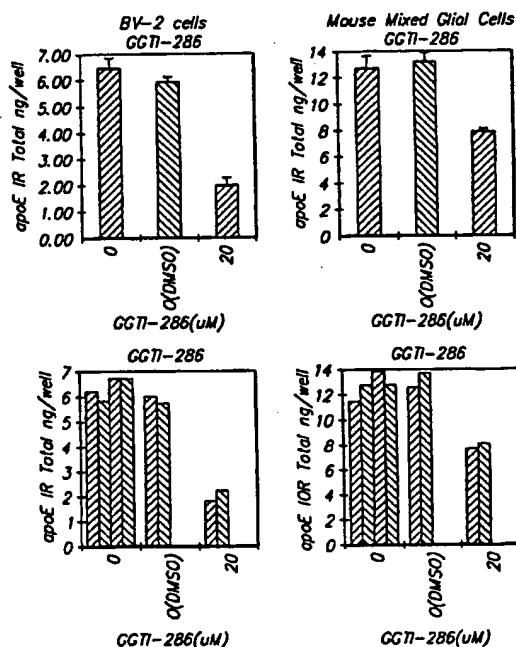 BV-2 cells
GGTI-286
apoE IR Total ng/well
7.00
6.00
5.00
4.00
3.00
2.00
1.00
0.00
0
O(DMSO)
20
GGTI-286(uM)
Mouse Mixed Gliol Cells
GGTI-286
apoE IR Total ng/well
14
12
10
8
6
4
2
0
0
O(DMSO)
20
GGTI-286(uM)
GGTI-286
apoE IR Total ng/well
7
6
5
4
3
2
1
0
0
O(DMSO)
20
GGTI-286(uM)
GGTI-286
apoE IOR Total ng/well
14
12
10
8
6
4
2
0
0
O(DMSO)
20
GGTI-286(uM)